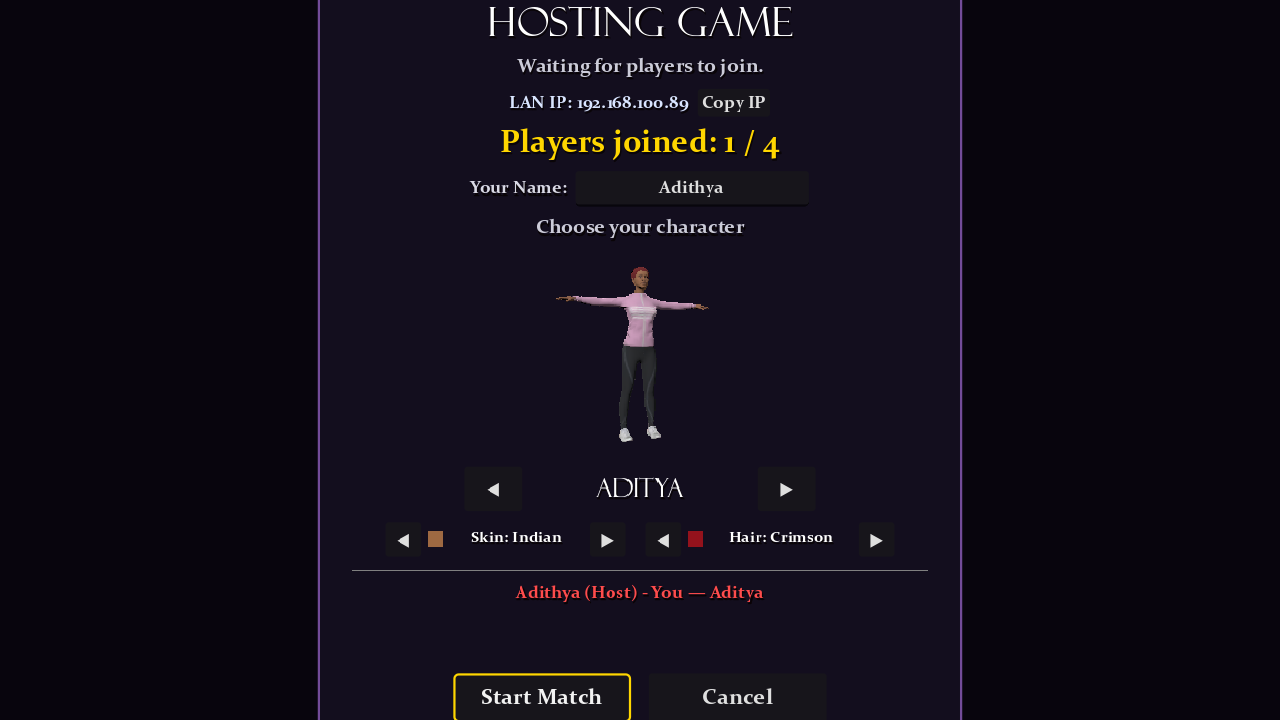 HOSTING GAME
Waiting for players to join.
LAN IP: 192.168.100.89 Copy IP
Players joined: 1 / 4
Your Name: Adithya
Choose your character
◀ ADITYA ▶
◀ Skin: Indian ▶ ◀ Hair: Crimson ▶
Adithya (Host) - You — Aditya
Start Match Cancel